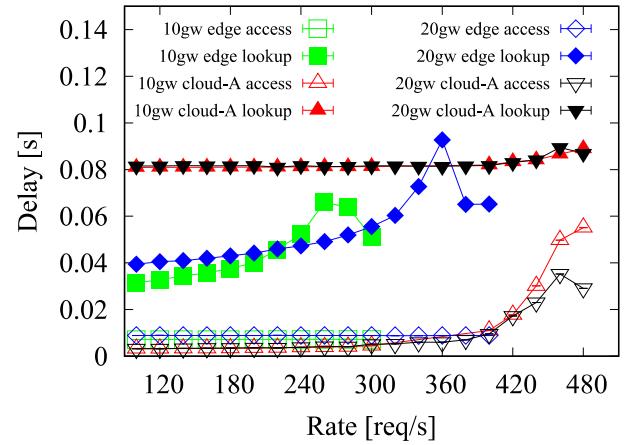 0.14
0.12
0.1
0.08
0.06
0.04
0.02
0
Delay [s]
10gw edge access
10gw edge lookup
10gw cloud-A access
10gw cloud-A lookup
20gw edge access
20gw edge lookup
20gw cloud-A access
20gw cloud-A lookup
120 180 240 300 360 420 480
Rate [req/s]